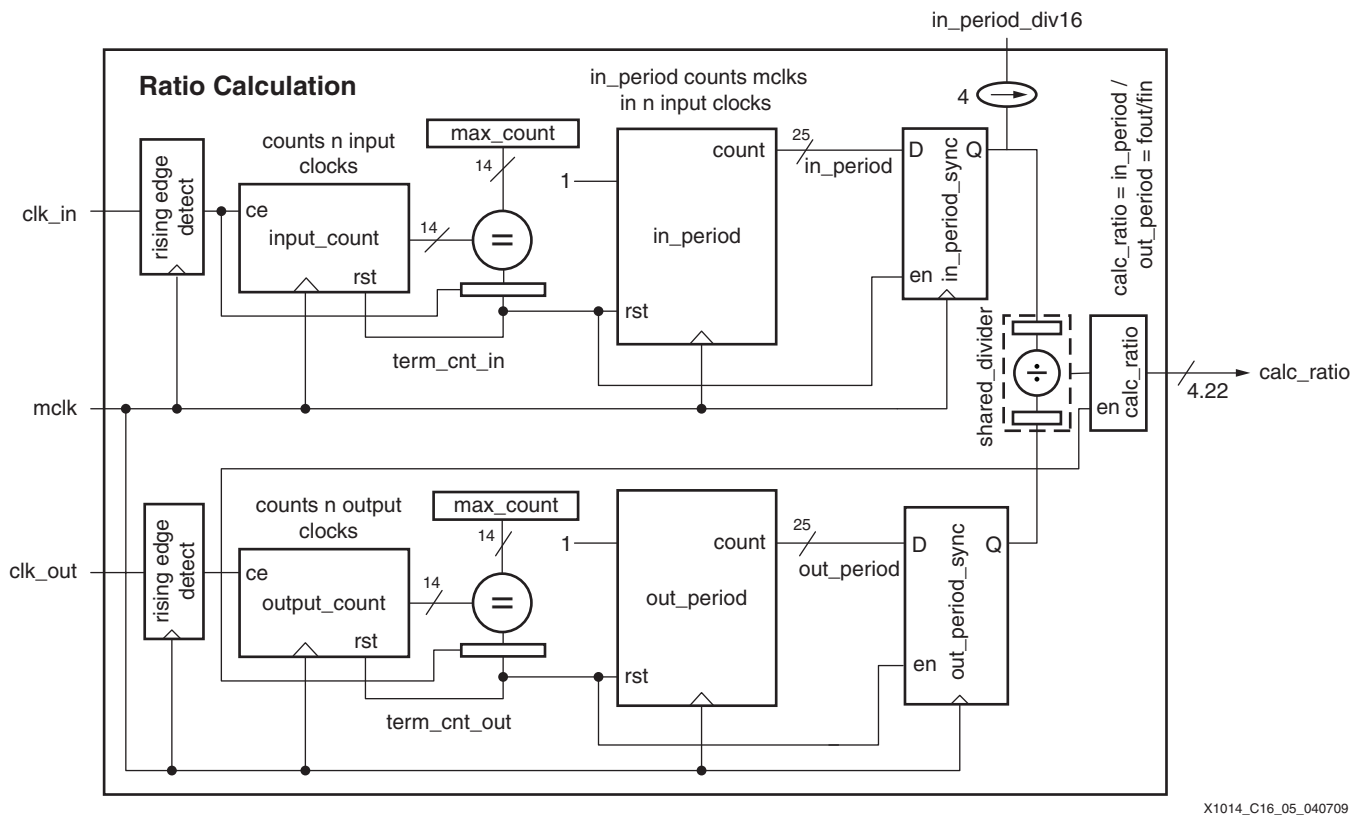 in_period_div16
Ratio Calculation
in_period counts mclks
in n input clocks
4
calc_ratio = in_period /
out_period = fout/fin
counts n input
clocks
max_count
14
1
count
25
in_period
D
Q
in_period_sync
en
clk_in
rising edge
detect
ce
input_count
rst
14
=
in_period
rst
term_cnt_in
mclk
shared_divider
÷
calc_ratio
en
4.22
calc_ratio
counts n output
clocks
max_count
14
1
count
25
out_period
D
Q
out_period_sync
en
clk_out
rising edge
detect
ce
output_count
rst
14
=
out_period
rst
term_cnt_out
X1014_C16_05_040709